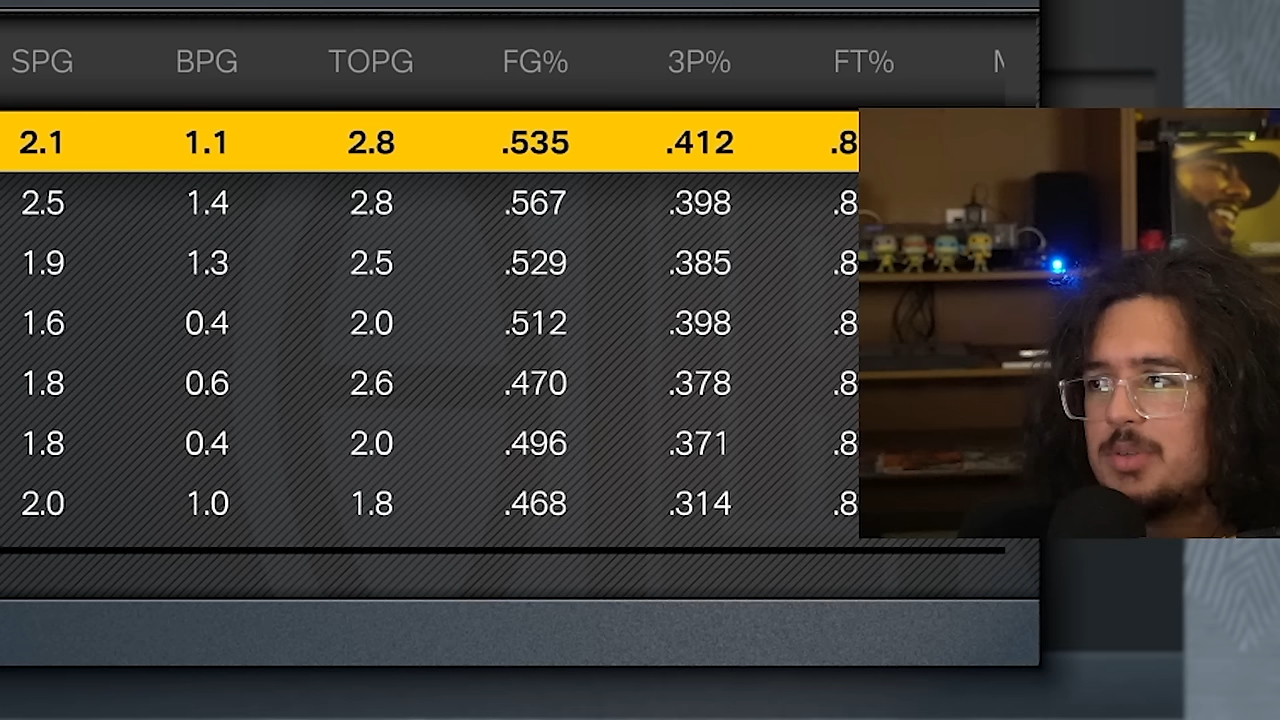 SPG BPG TOPG FG% 3P% FT%
2.1 1.1 2.8 .535 .412 .8
2.5 1.4 2.8 .567 .398 .8
1.9 1.3 2.5 .529 .385 .8
1.6 0.4 2.0 .512 .398 .8
1.8 0.6 2.6 .470 .378 .8
1.8 0.4 2.0 .496 .371 .8
2.0 1.0 1.8 .468 .314 .8